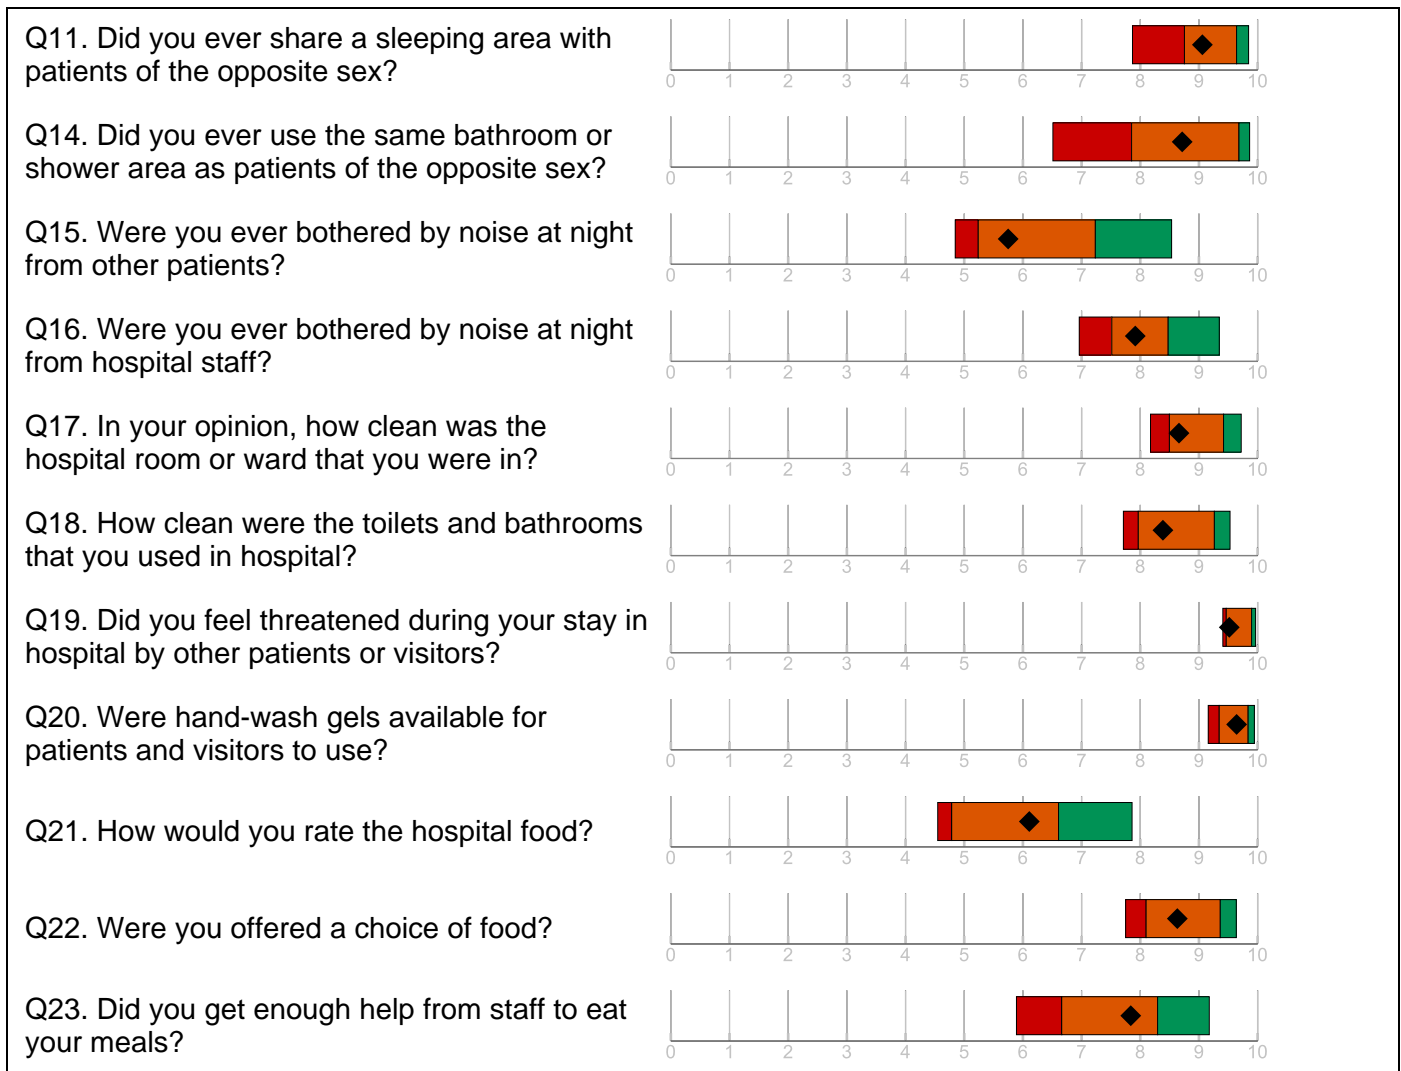 Q11. Did you ever share a sleeping area with
patients of the opposite sex?
0 1 2 3 4 5 6 7 8 9 10
Q14. Did you ever use the same bathroom or
shower area as patients of the opposite sex?
0 1 2 3 4 5 6 7 8 9 10
Q15. Were you ever bothered by noise at night
from other patients?
0 1 2 3 4 5 6 7 8 9 10
Q16. Were you ever bothered by noise at night
from hospital staff?
0 1 2 3 4 5 6 7 8 9 10
Q17. In your opinion, how clean was the
hospital room or ward that you were in?
0 1 2 3 4 5 6 7 8 9 10
Q18. How clean were the toilets and bathrooms
that you used in hospital?
0 1 2 3 4 5 6 7 8 9 10
Q19. Did you feel threatened during your stay in
hospital by other patients or visitors?
0 1 2 3 4 5 6 7 8 9 10
Q20. Were hand-wash gels available for
patients and visitors to use?
0 1 2 3 4 5 6 7 8 9 10
Q21. How would you rate the hospital food?
0 1 2 3 4 5 6 7 8 9 10
Q22. Were you offered a choice of food?
0 1 2 3 4 5 6 7 8 9 10
Q23. Did you get enough help from staff to eat
your meals?
0 1 2 3 4 5 6 7 8 9 10